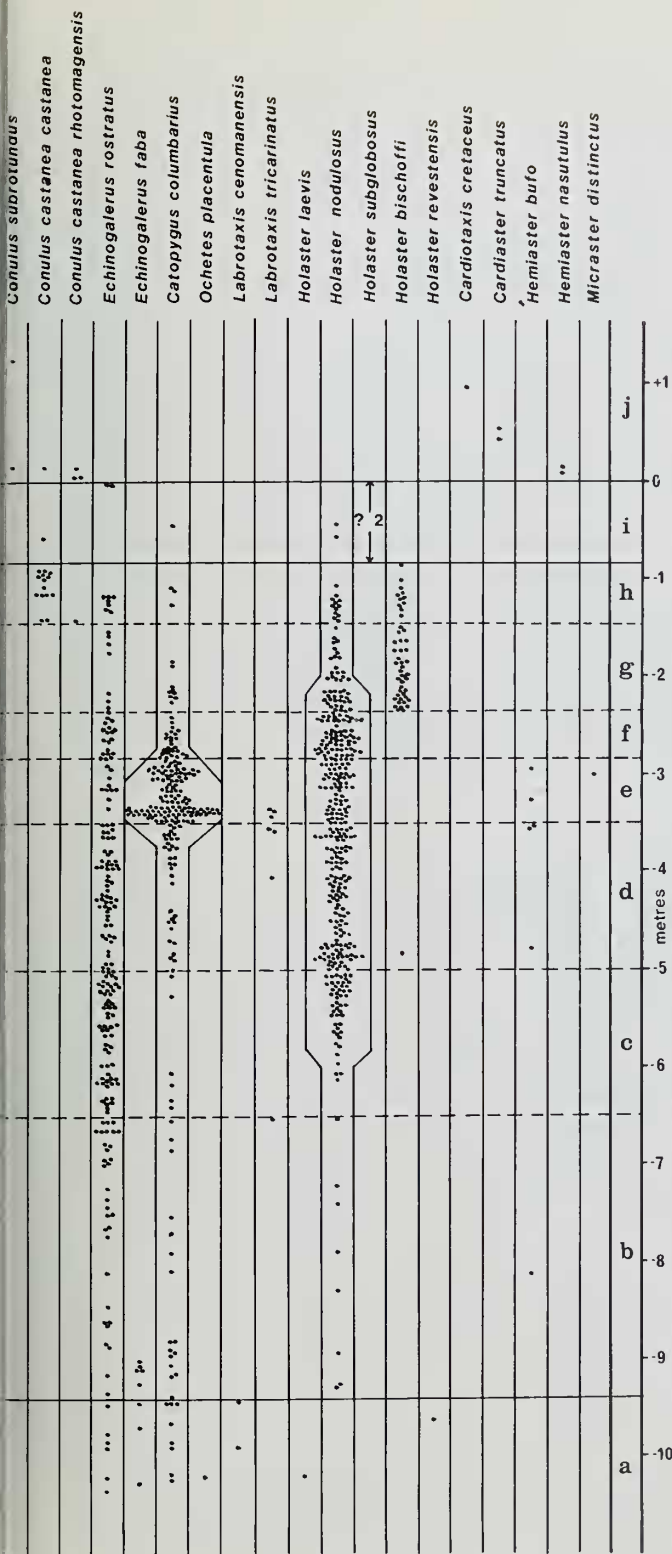 Conulus subrotundus
Conulus castanea castanea
Conulus castanea rhotomagensis
Echinogalerus rostratus
Echinogalerus faba
Catopygus columbarius
Ochetes placentula
Labrotaxis cenomanensis
Labrotaxis tricarinatus
Holaster laevis
Holaster nodulosus
Holaster subglobosus
Holaster bischoffi
Holaster revestensis
Cardiotaxis cretaceus
Cardiaster truncatus
Hemiaster bufo
Hemiaster nasutulus
Micraster distinctus
+1
j
0
? 2
i
-1
h
g
-2
f
-3
e
-4
d
metres
-5
c
-6
-7
b
-8
-9
-10
a